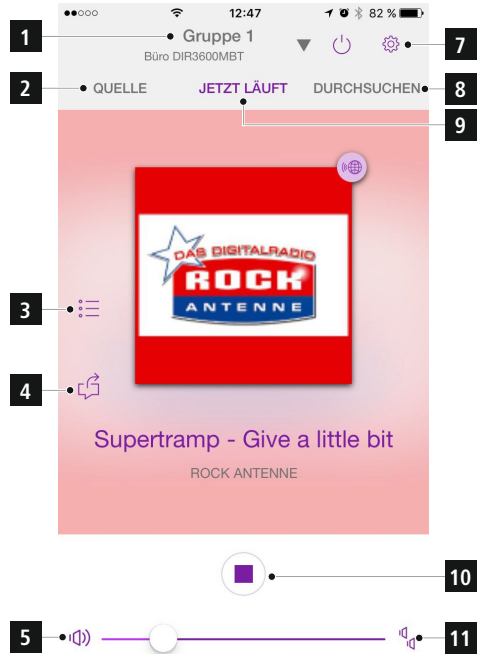 12:47 82 %
1 Gruppe 1 7
Büro DIR3600MBT
2 QUELLE JETZT LÄUFT DURCHSUCHEN 8
9
DAS DIGITALRADIO
ROCK
ANTENNE
3
4
Supertramp - Give a little bit
ROCK ANTENNE
10
5 11